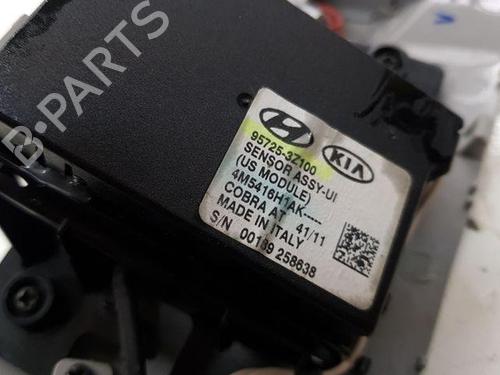 B-PARTS
KIA
95725-3Z100
SENSOR ASSY-UI
(US MODULE)
4M5416H1AK-----
COBRA AT 41/11
MADE IN ITALY
S/N 00139 258638